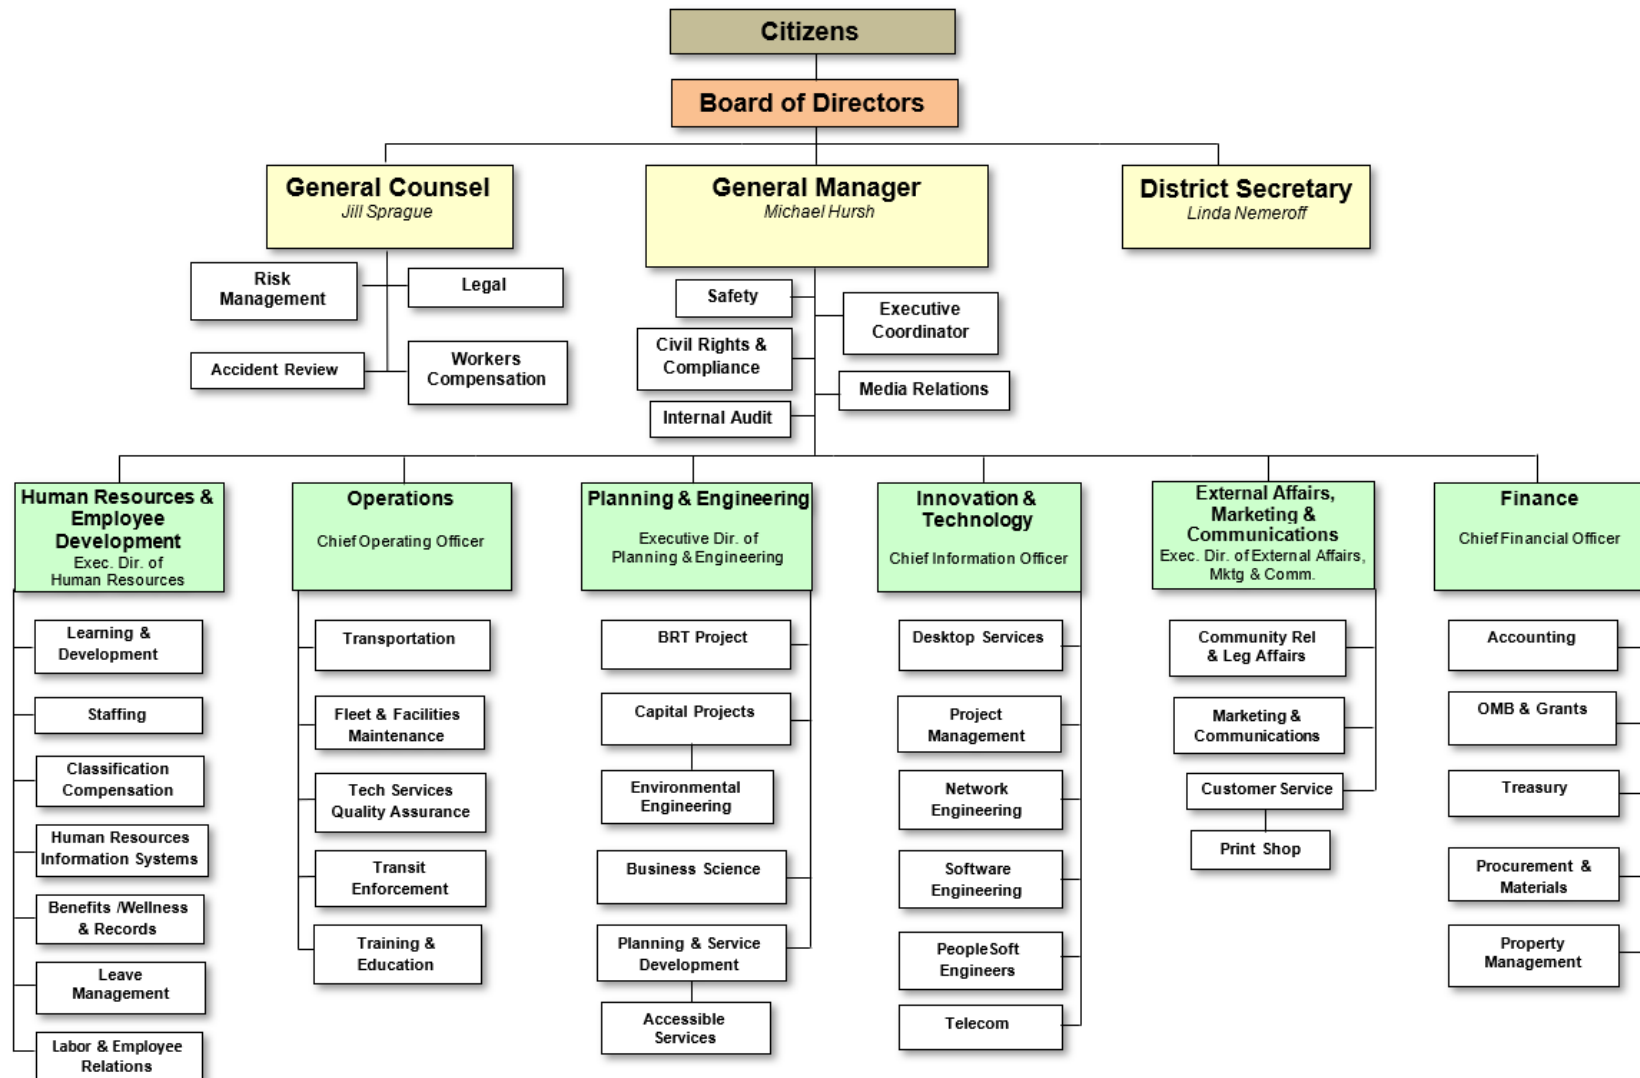 Citizens
Board of Directors
General Counsel
Jill Sprague
General Manager
Michael Hursh
District Secretary
Linda Nemeroff
Risk
Management
Legal
Accident Review
Workers
Compensation
Safety
Executive
Coordinator
Civil Rights &
Compliance
Media Relations
Internal Audit
Human Resources &
Employee
Development
Exec. Dir. of
Human Resources
Learning &
Development
Staffing
Classification
Compensation
Human Resources
Information Systems
Benefits /Wellness
& Records
Leave
Management
Labor & Employee
Relations
Operations
Chief Operating Officer
Transportation
Fleet & Facilities
Maintenance
Tech Services
Quality Assurance
Transit
Enforcement
Training &
Education
Planning & Engineering
Executive Dir. of
Planning & Engineering
BRT Project
Capital Projects
Environmental
Engineering
Business Science
Planning & Service
Development
Accessible
Services
Innovation &
Technology
Chief Information Officer
Desktop Services
Project
Management
Network
Engineering
Software
Engineering
PeopleSoft
Engineers
Telecom
External Affairs,
Marketing &
Communications
Exec. Dir. of External Affairs,
Mktg & Comm.
Community Rel
& Leg Affairs
Marketing &
Communications
Customer Service
Print Shop
Finance
Chief Financial Officer
Accounting
OMB & Grants
Treasury
Procurement &
Materials
Property
Management